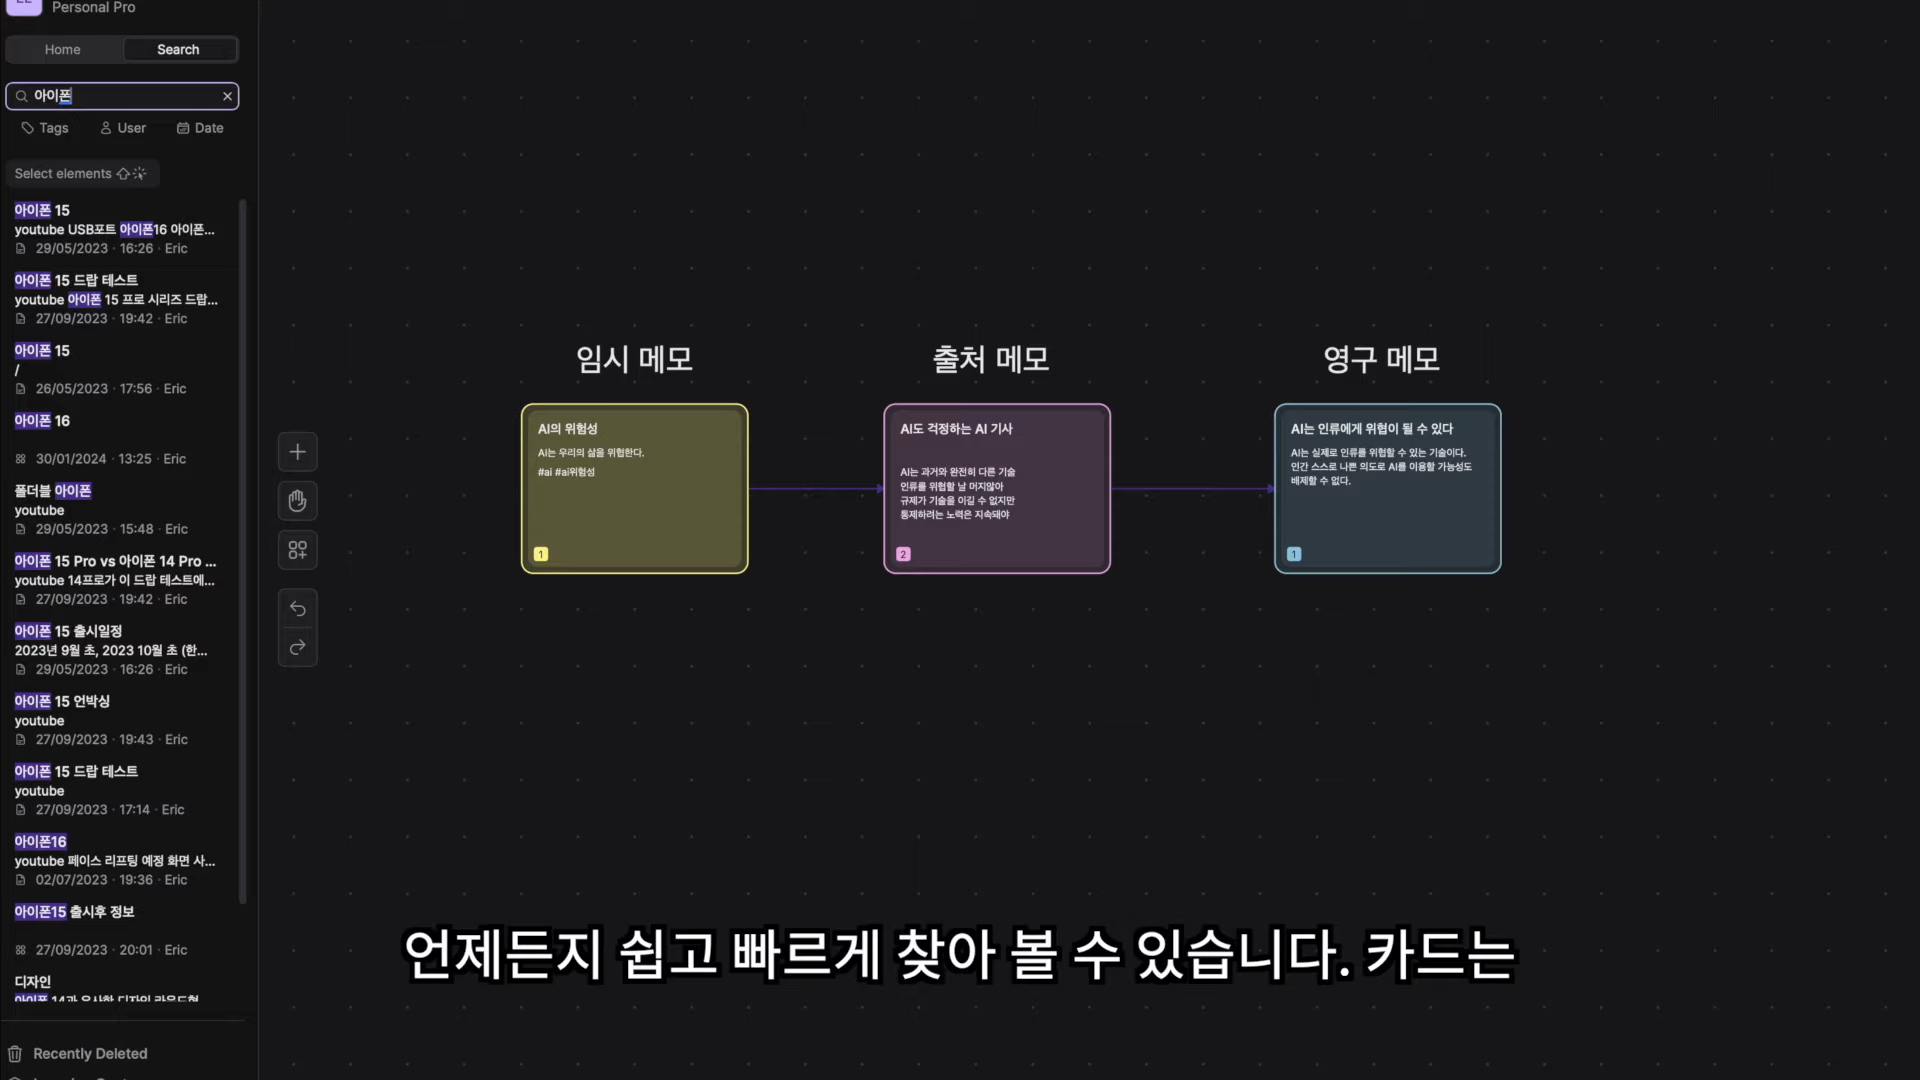 Personal Pro
Home
Search
아이폰
Tags
User
Date
Select elements
아이폰 15
youtube USB포트 아이폰16 아이폰...
29/05/2023 · 16:26 · Eric
아이폰 15 드랍 테스트
youtube 아이폰 15 프로 시리즈 드랍...
27/09/2023 · 19:42 · Eric
아이폰 15
/
26/05/2023 · 17:56 · Eric
아이폰 16
30/01/2024 · 13:25 · Eric
폴더블 아이폰
youtube
29/05/2023 · 15:48 · Eric
아이폰 15 Pro vs 아이폰 14 Pro ...
youtube 14프로가 이 드랍 테스트에...
27/09/2023 · 19:42 · Eric
아이폰 15 출시일정
2023년 9월 초, 2023 10월 초 (한...
29/05/2023 · 16:26 · Eric
아이폰 15 언박싱
youtube
27/09/2023 · 19:43 · Eric
아이폰 15 드랍 테스트
youtube
27/09/2023 · 17:14 · Eric
아이폰16
youtube 페이스 리프팅 예정 화면 사...
02/07/2023 · 19:36 · Eric
아이폰15 출시후 정보
27/09/2023 · 20:01 · Eric
디자인
아이폰 14과 유사한 디자인 라운드형
Recently Deleted
임시 메모
AI의 위험성
AI는 우리의 삶을 위협한다.
#ai #ai위험성
1
출처 메모
AI도 걱정하는 AI 기사
AI는 과거와 완전히 다른 기술
인류를 위협할 날 머지않아
규제가 기술을 이길 수 없지만
통제하려는 노력은 지속돼야
2
영구 메모
AI는 인류에게 위협이 될 수 있다
AI는 실제로 인류를 위협할 수 있는 기술이다.
인간 스스로 나쁜 의도로 AI를 이용할 가능성도
배제할 수 없다.
1
언제든지 쉽고 빠르게 찾아 볼 수 있습니다. 카드는